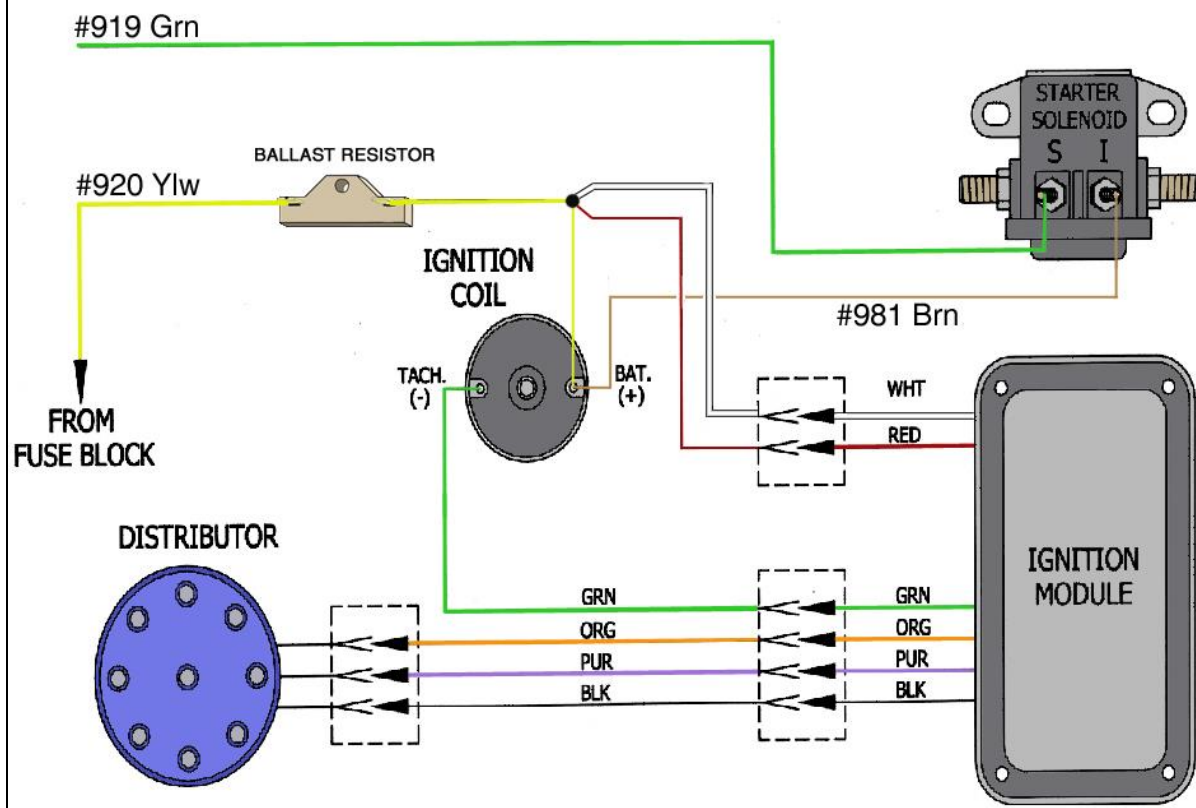 #919 Grn
STARTER
SOLENOID
S I
BALLAST RESISTOR
#920 Ylw
IGNITION
COIL
#981 Brn
TACH.
(-)
BAT.
(+)
FROM
FUSE BLOCK
WHT
RED
DISTRIBUTOR
IGNITION
MODULE
GRN
GRN
ORG
ORG
PUR
PUR
BLK
BLK